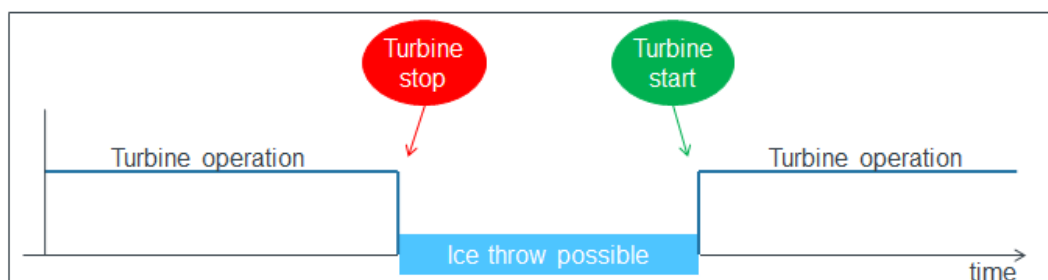 Turbine
stop
Turbine
start
Turbine operation
Turbine operation
Ice throw possible
time